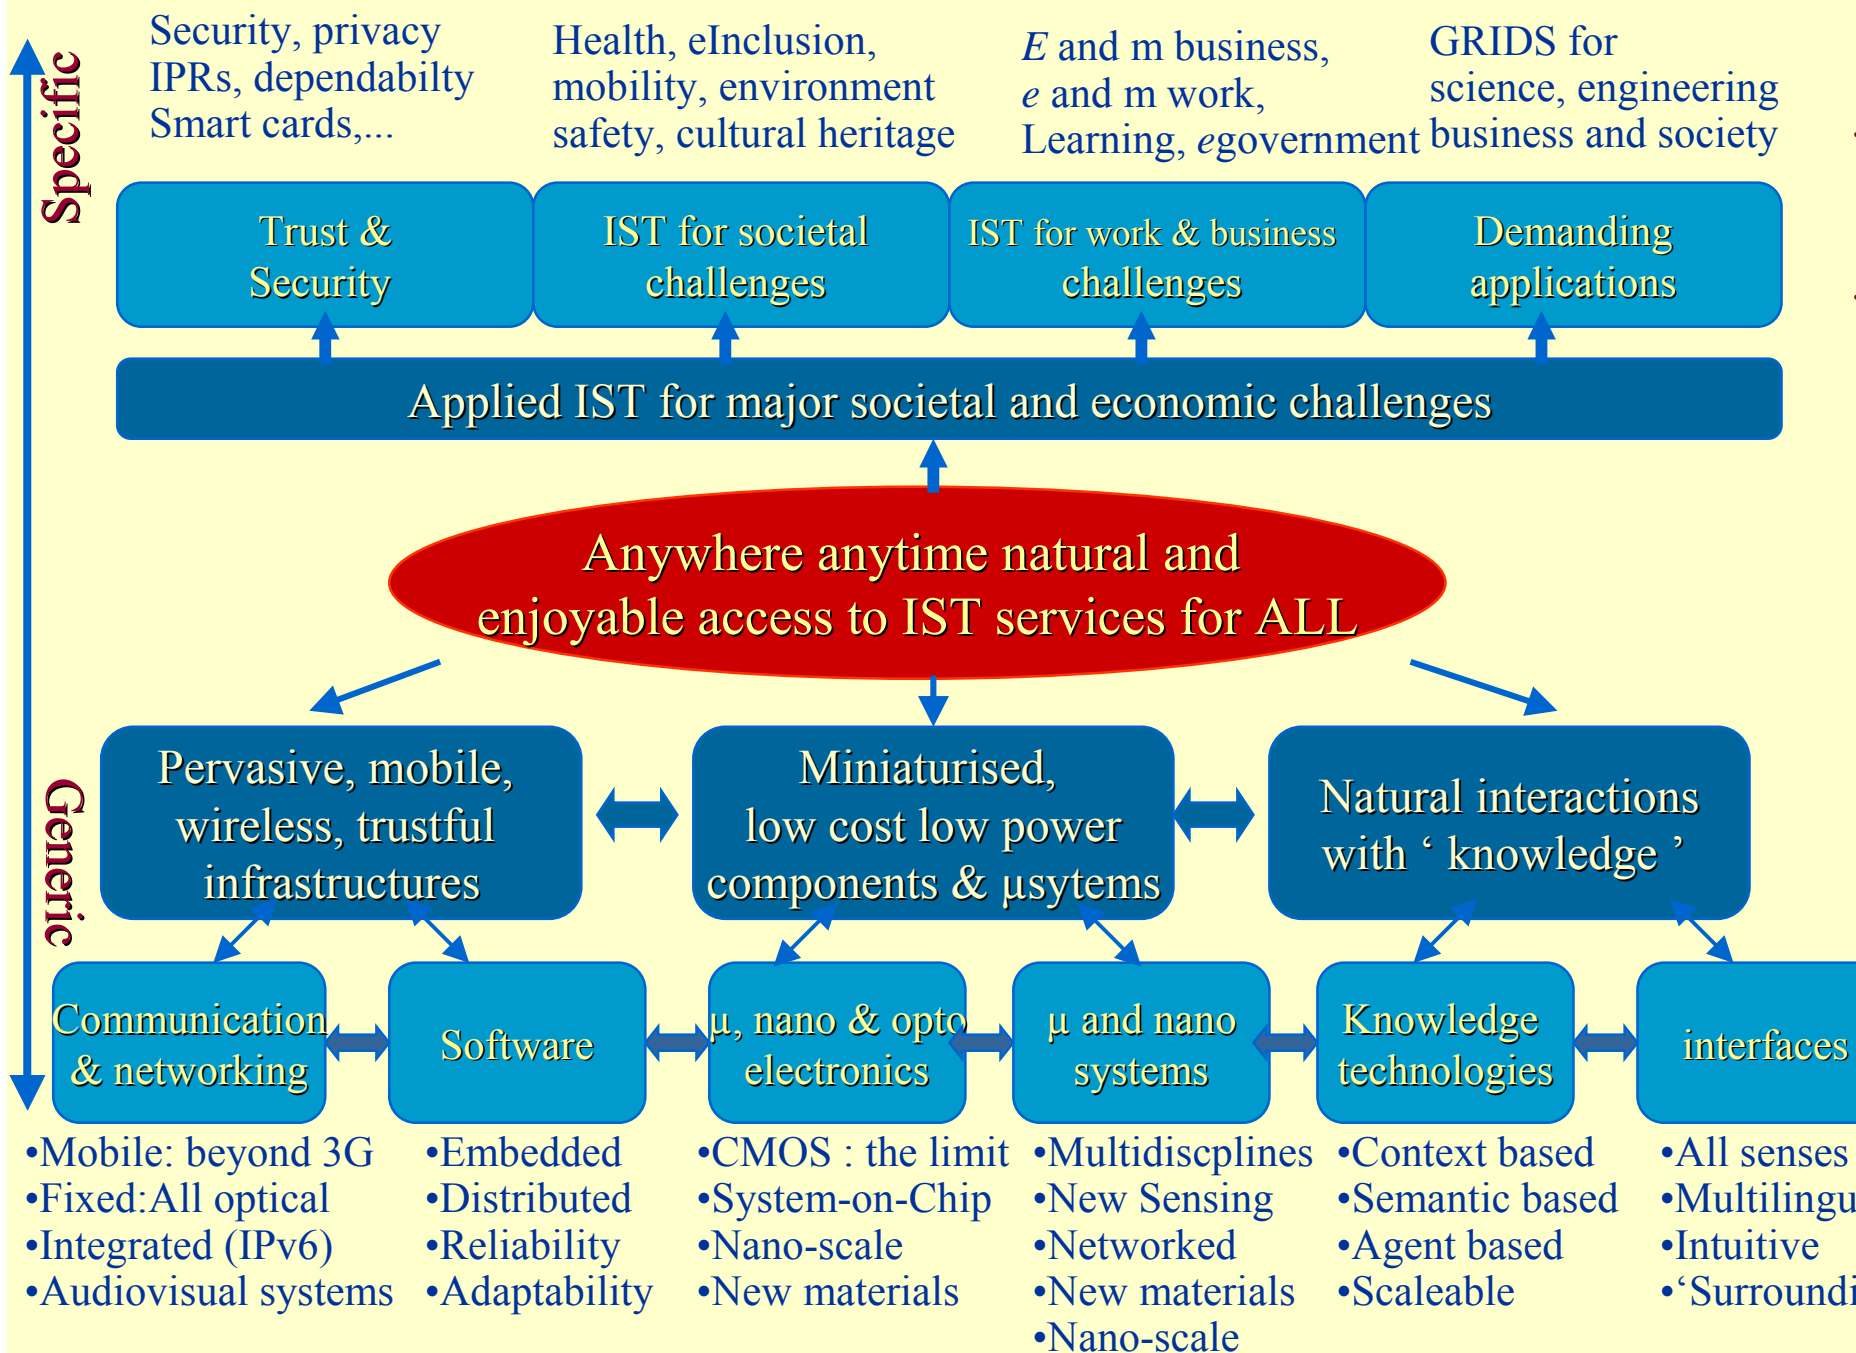 Specific
Security, privacy
IPRs, dependabilty
Smart cards,...
Health, eInclusion,
mobility, environment
safety, cultural heritage
E and m business,
e and m work,
Learning, egovernment
GRIDS for
science, engineering
business and society
Trust &
Security
IST for societal
challenges
IST for work & business
challenges
Demanding
applications
Applied IST for major societal and economic challenges
Anywhere anytime natural and
enjoyable access to IST services for ALL
Generic
Pervasive, mobile,
wireless, trustful
infrastructures
Miniaturised,
low cost low power
components & µsytems
Natural interactions
with ‘ knowledge ’
Communication
& networking
Software
µ, nano & opto
electronics
µ and nano
systems
Knowledge
technologies
interfaces
•Mobile: beyond 3G
•Fixed:All optical
•Integrated (IPv6)
•Audiovisual systems
•Embedded
•Distributed
•Reliability
•Adaptability
•CMOS : the limit
•System-on-Chip
•Nano-scale
•New materials
•Multidiscplines
•New Sensing
•Networked
•New materials
•Nano-scale
•Context based
•Semantic based
•Agent based
•Scaleable
•All senses
•Multilingu
•Intuitive
•‘Surroundi